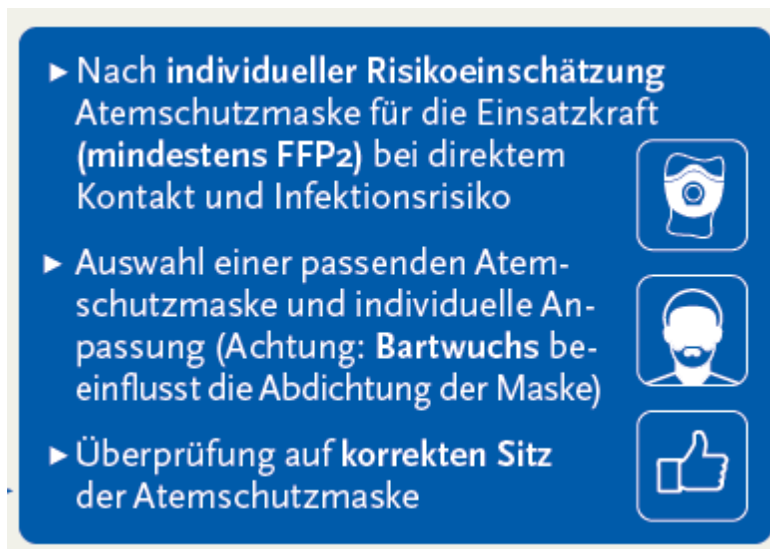 ▸ Nach individueller Risikoeinschätzung
Atemschutzmaske für die Einsatzkraft
(mindestens FFP2) bei direktem
Kontakt und Infektionsrisiko
▸ Auswahl einer passenden Atem-
schutzmaske und individuelle An-
passung (Achtung: Bartwuchs be-
einflusst die Abdichtung der Maske)
▸ Überprüfung auf korrekten Sitz
der Atemschutzmaske